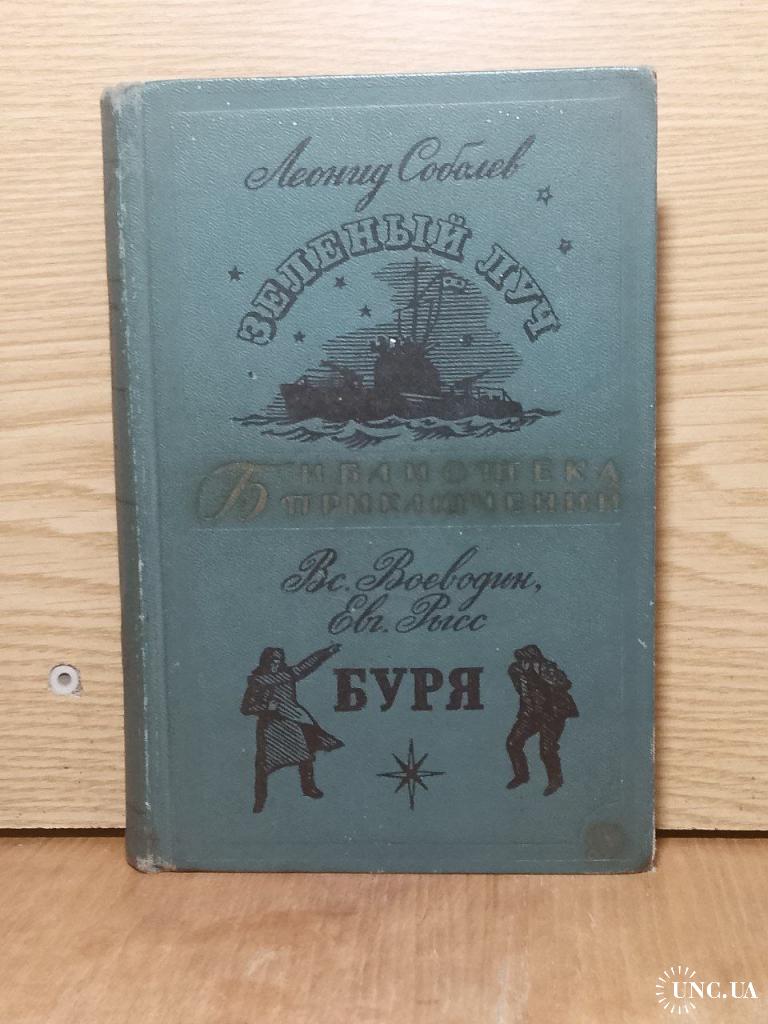 Леонид Соболев
ЗЕЛЕНЫЙ ЛУЧ
БИБЛИОТЕКА
ПРИКЛЮЧЕНИЙ
Вс. Воеводин,
Евг. Рысс
БУРЯ
UNC.UA